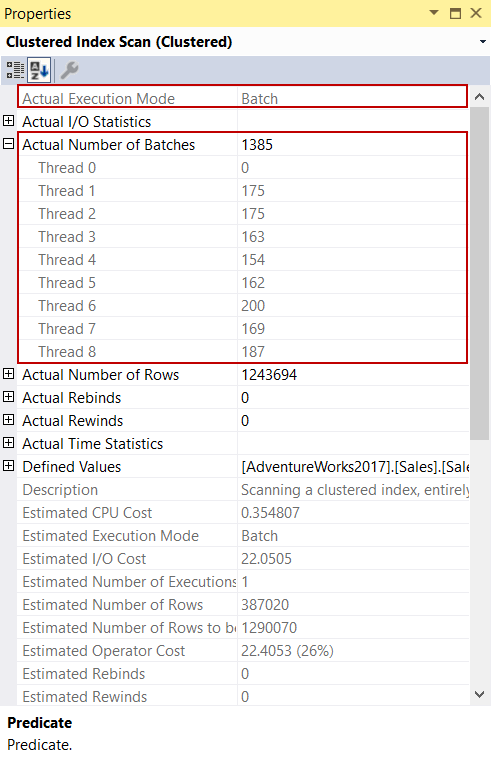 Properties
Clustered Index Scan (Clustered)
Actual Execution Mode Batch
Actual I/O Statistics
Actual Number of Batches 1385
Thread 0 0
Thread 1 175
Thread 2 175
Thread 3 163
Thread 4 154
Thread 5 162
Thread 6 200
Thread 7 169
Thread 8 187
Actual Number of Rows 1243694
Actual Rebinds 0
Actual Rewinds 0
Actual Time Statistics
Defined Values [AdventureWorks2017].[Sales].[Sale
Description Scanning a clustered index, entirely
Estimated CPU Cost 0.354807
Estimated Execution Mode Batch
Estimated I/O Cost 22.0505
Estimated Number of Executions 1
Estimated Number of Rows 387020
Estimated Number of Rows to be 1290070
Estimated Operator Cost 22.4053 (26%)
Estimated Rebinds 0
Estimated Rewinds 0
Predicate
Predicate.